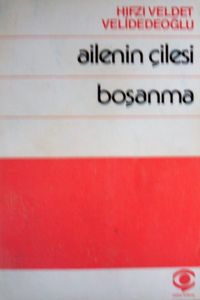 HIFZI VELDET
VELİDEDEOĞLU
ailenin çilesi
boşanma